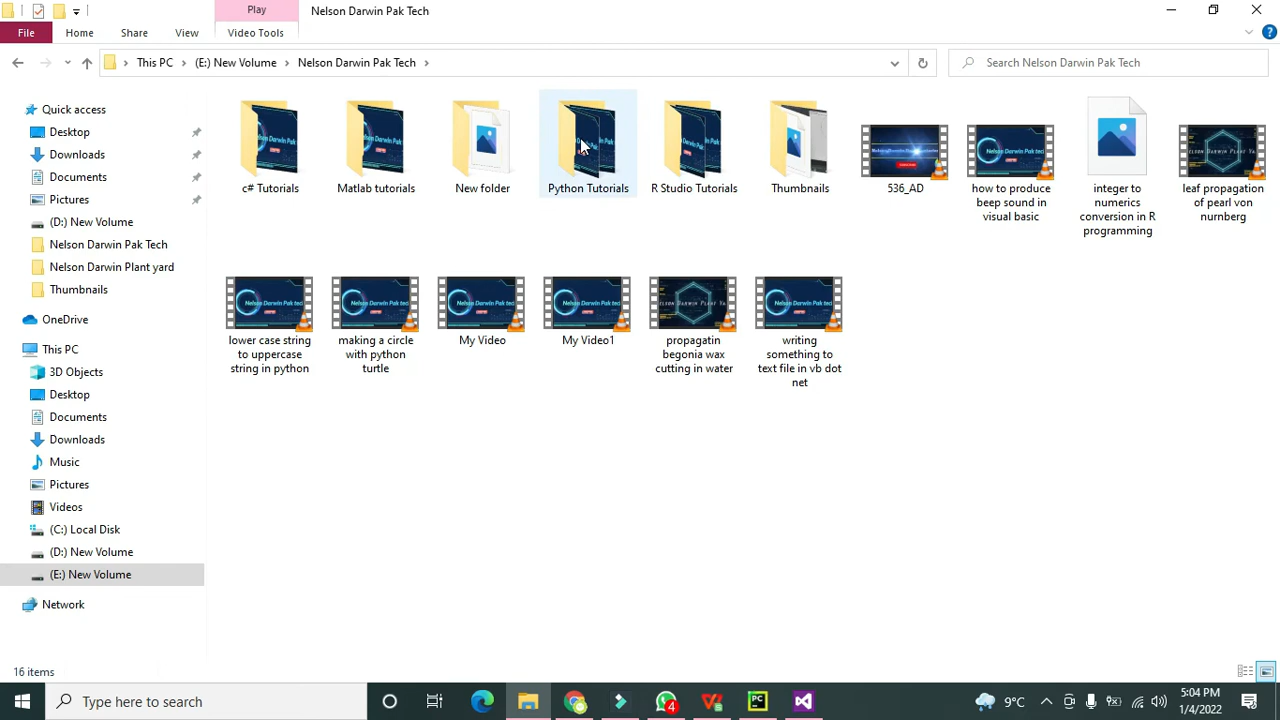 Play
Nelson Darwin Pak Tech
File
Home
Share
View
Video Tools
This PC
(E:) New Volume
Nelson Darwin Pak Tech
Search Nelson Darwin Pak Tech
Quick access
Desktop
Downloads
Documents
Pictures
(D:) New Volume
Nelson Darwin Pak Tech
Nelson Darwin Plant yard
Thumbnails
OneDrive
This PC
3D Objects
Desktop
Documents
Downloads
Music
Pictures
Videos
(C:) Local Disk
(D:) New Volume
(E:) New Volume
Network
c# Tutorials
Matlab tutorials
New folder
Python Tutorials
R Studio Tutorials
Thumbnails
536_AD
how to produce
beep sound in
visual basic
integer to
numerics
conversion in R
programming
leaf propagation
of pearl von
nurnberg
lower case string
to uppercase
string in python
making a circle
with python
turtle
My Video
My Video1
propagatin
begonia wax
cutting in water
writing
something to
text file in vb dot
net
16 items
Type here to search
4
9°C
5:04 PM
1/4/2022